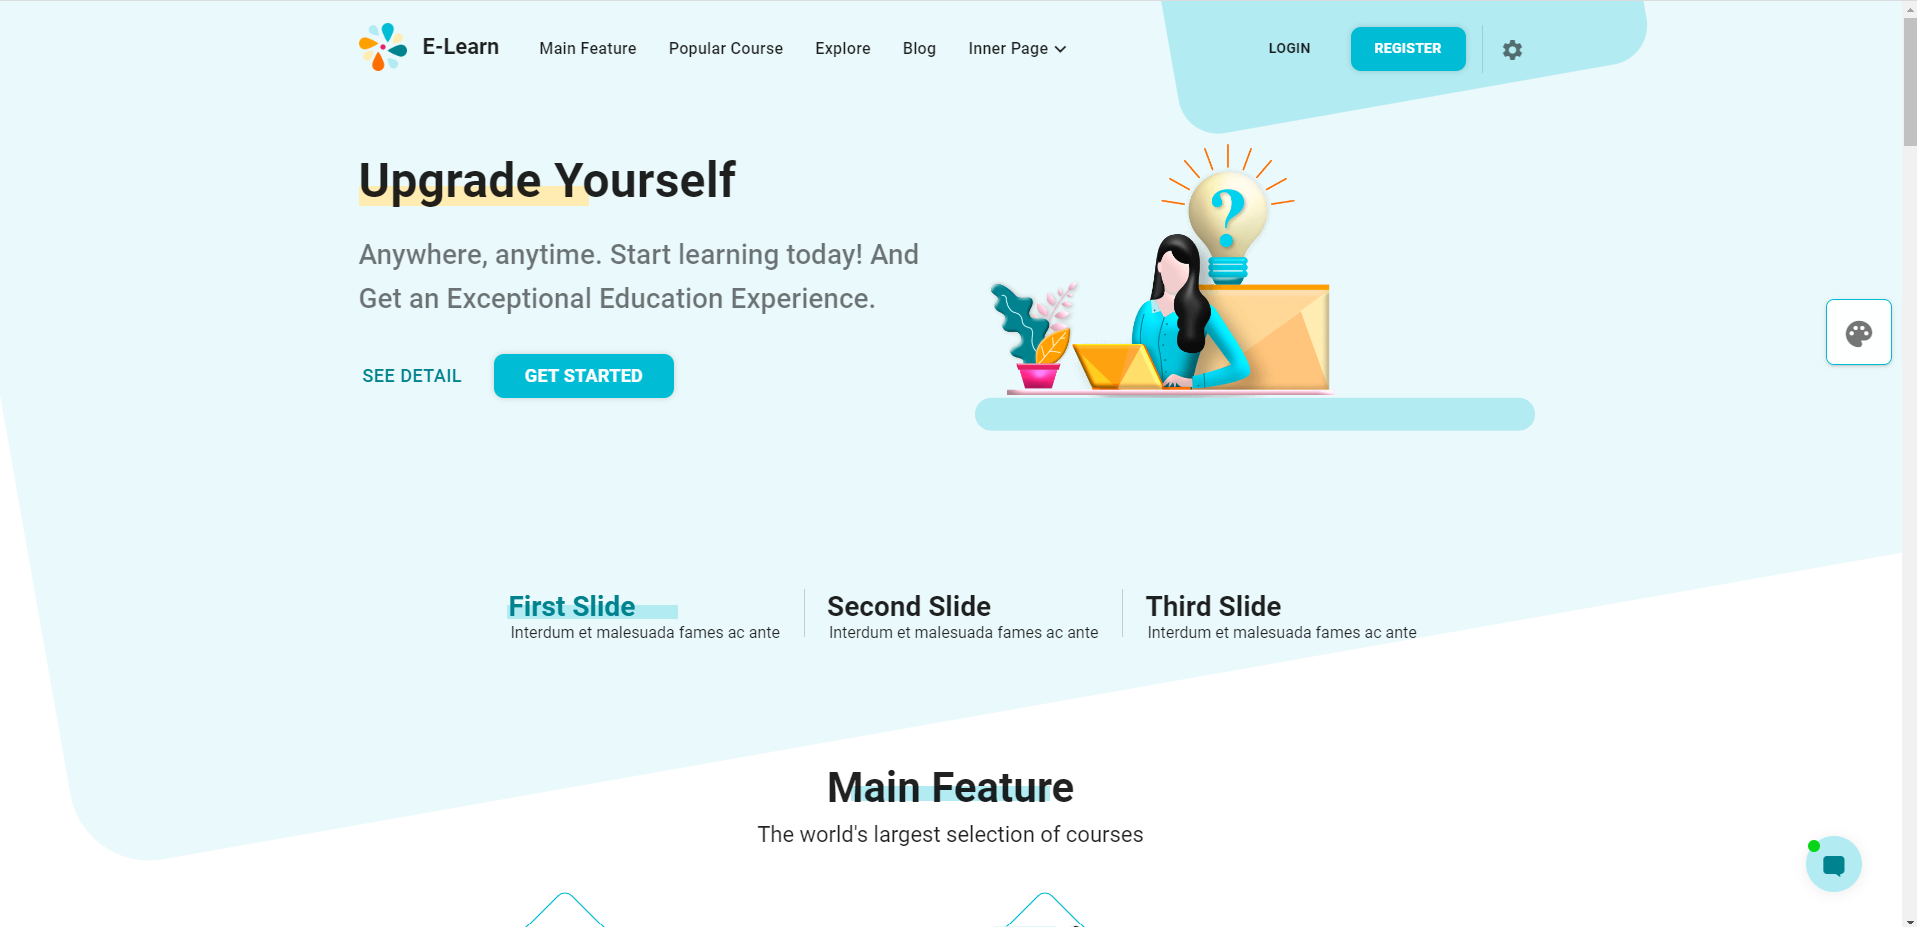 E-Learn
Main Feature
Popular Course
Explore
Blog
Inner Page
LOGIN
REGISTER
Upgrade Yourself
Anywhere, anytime. Start learning today! And
Get an Exceptional Education Experience.
SEE DETAIL
GET STARTED
?
First Slide
Interdum et malesuada fames ac ante
Second Slide
Interdum et malesuada fames ac ante
Third Slide
Interdum et malesuada fames ac ante
Main Feature
The world's largest selection of courses